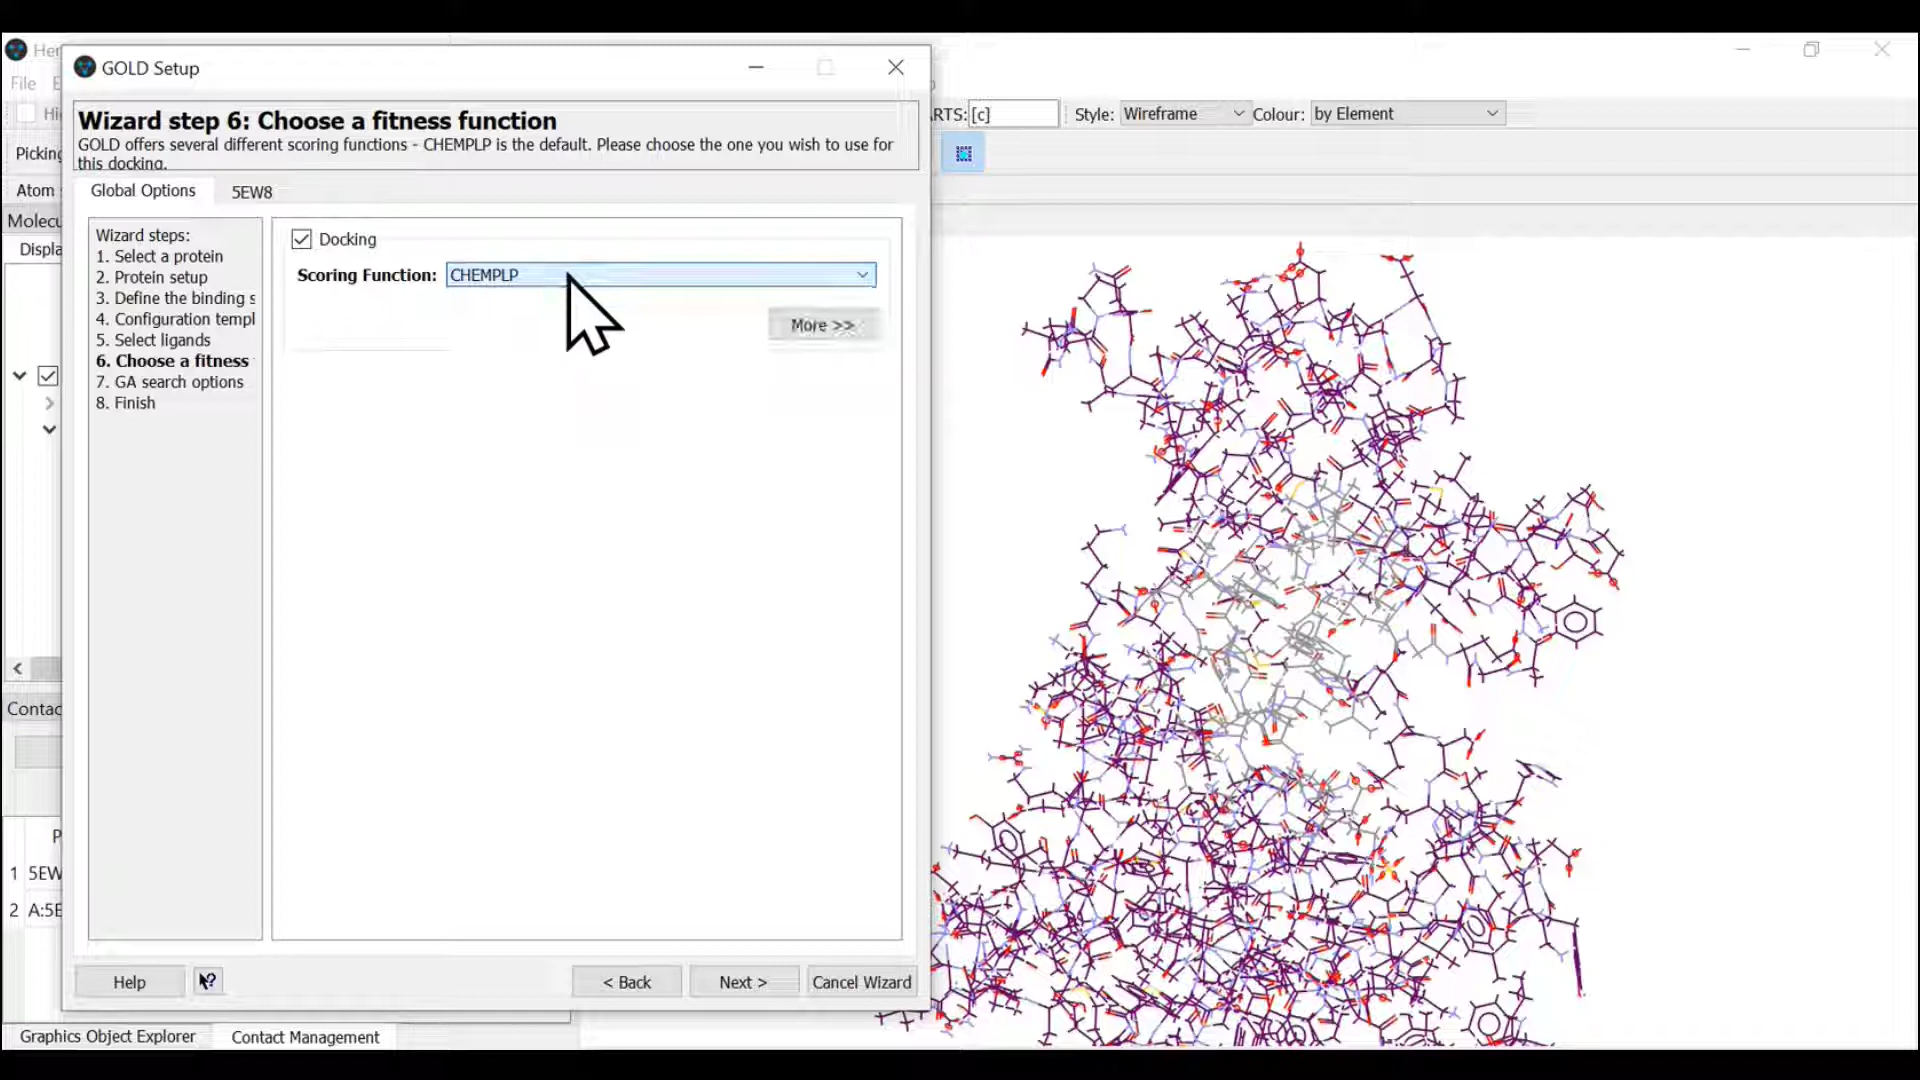 Her
GOLD Setup
File
E
Wizard step 6: Choose a fitness function
GOLD offers several different scoring functions - CHEMPLP is the default. Please choose the one you wish to use for
this docking.
Hi
ARTS: [c]
Style: Wireframe
Colour: by Element
Picking
Atom
Global Options
5EW8
Molecu
Displa
Wizard steps:
1. Select a protein
2. Protein setup
3. Define the binding s
4. Configuration templ
5. Select ligands
6. Choose a fitness
7. GA search options
8. Finish
Docking
Scoring Function: CHEMPLP
More >>
Contac
P
1 5EW
2 A:5E
Help
< Back
Next >
Cancel Wizard
Graphics Object Explorer
Contact Management